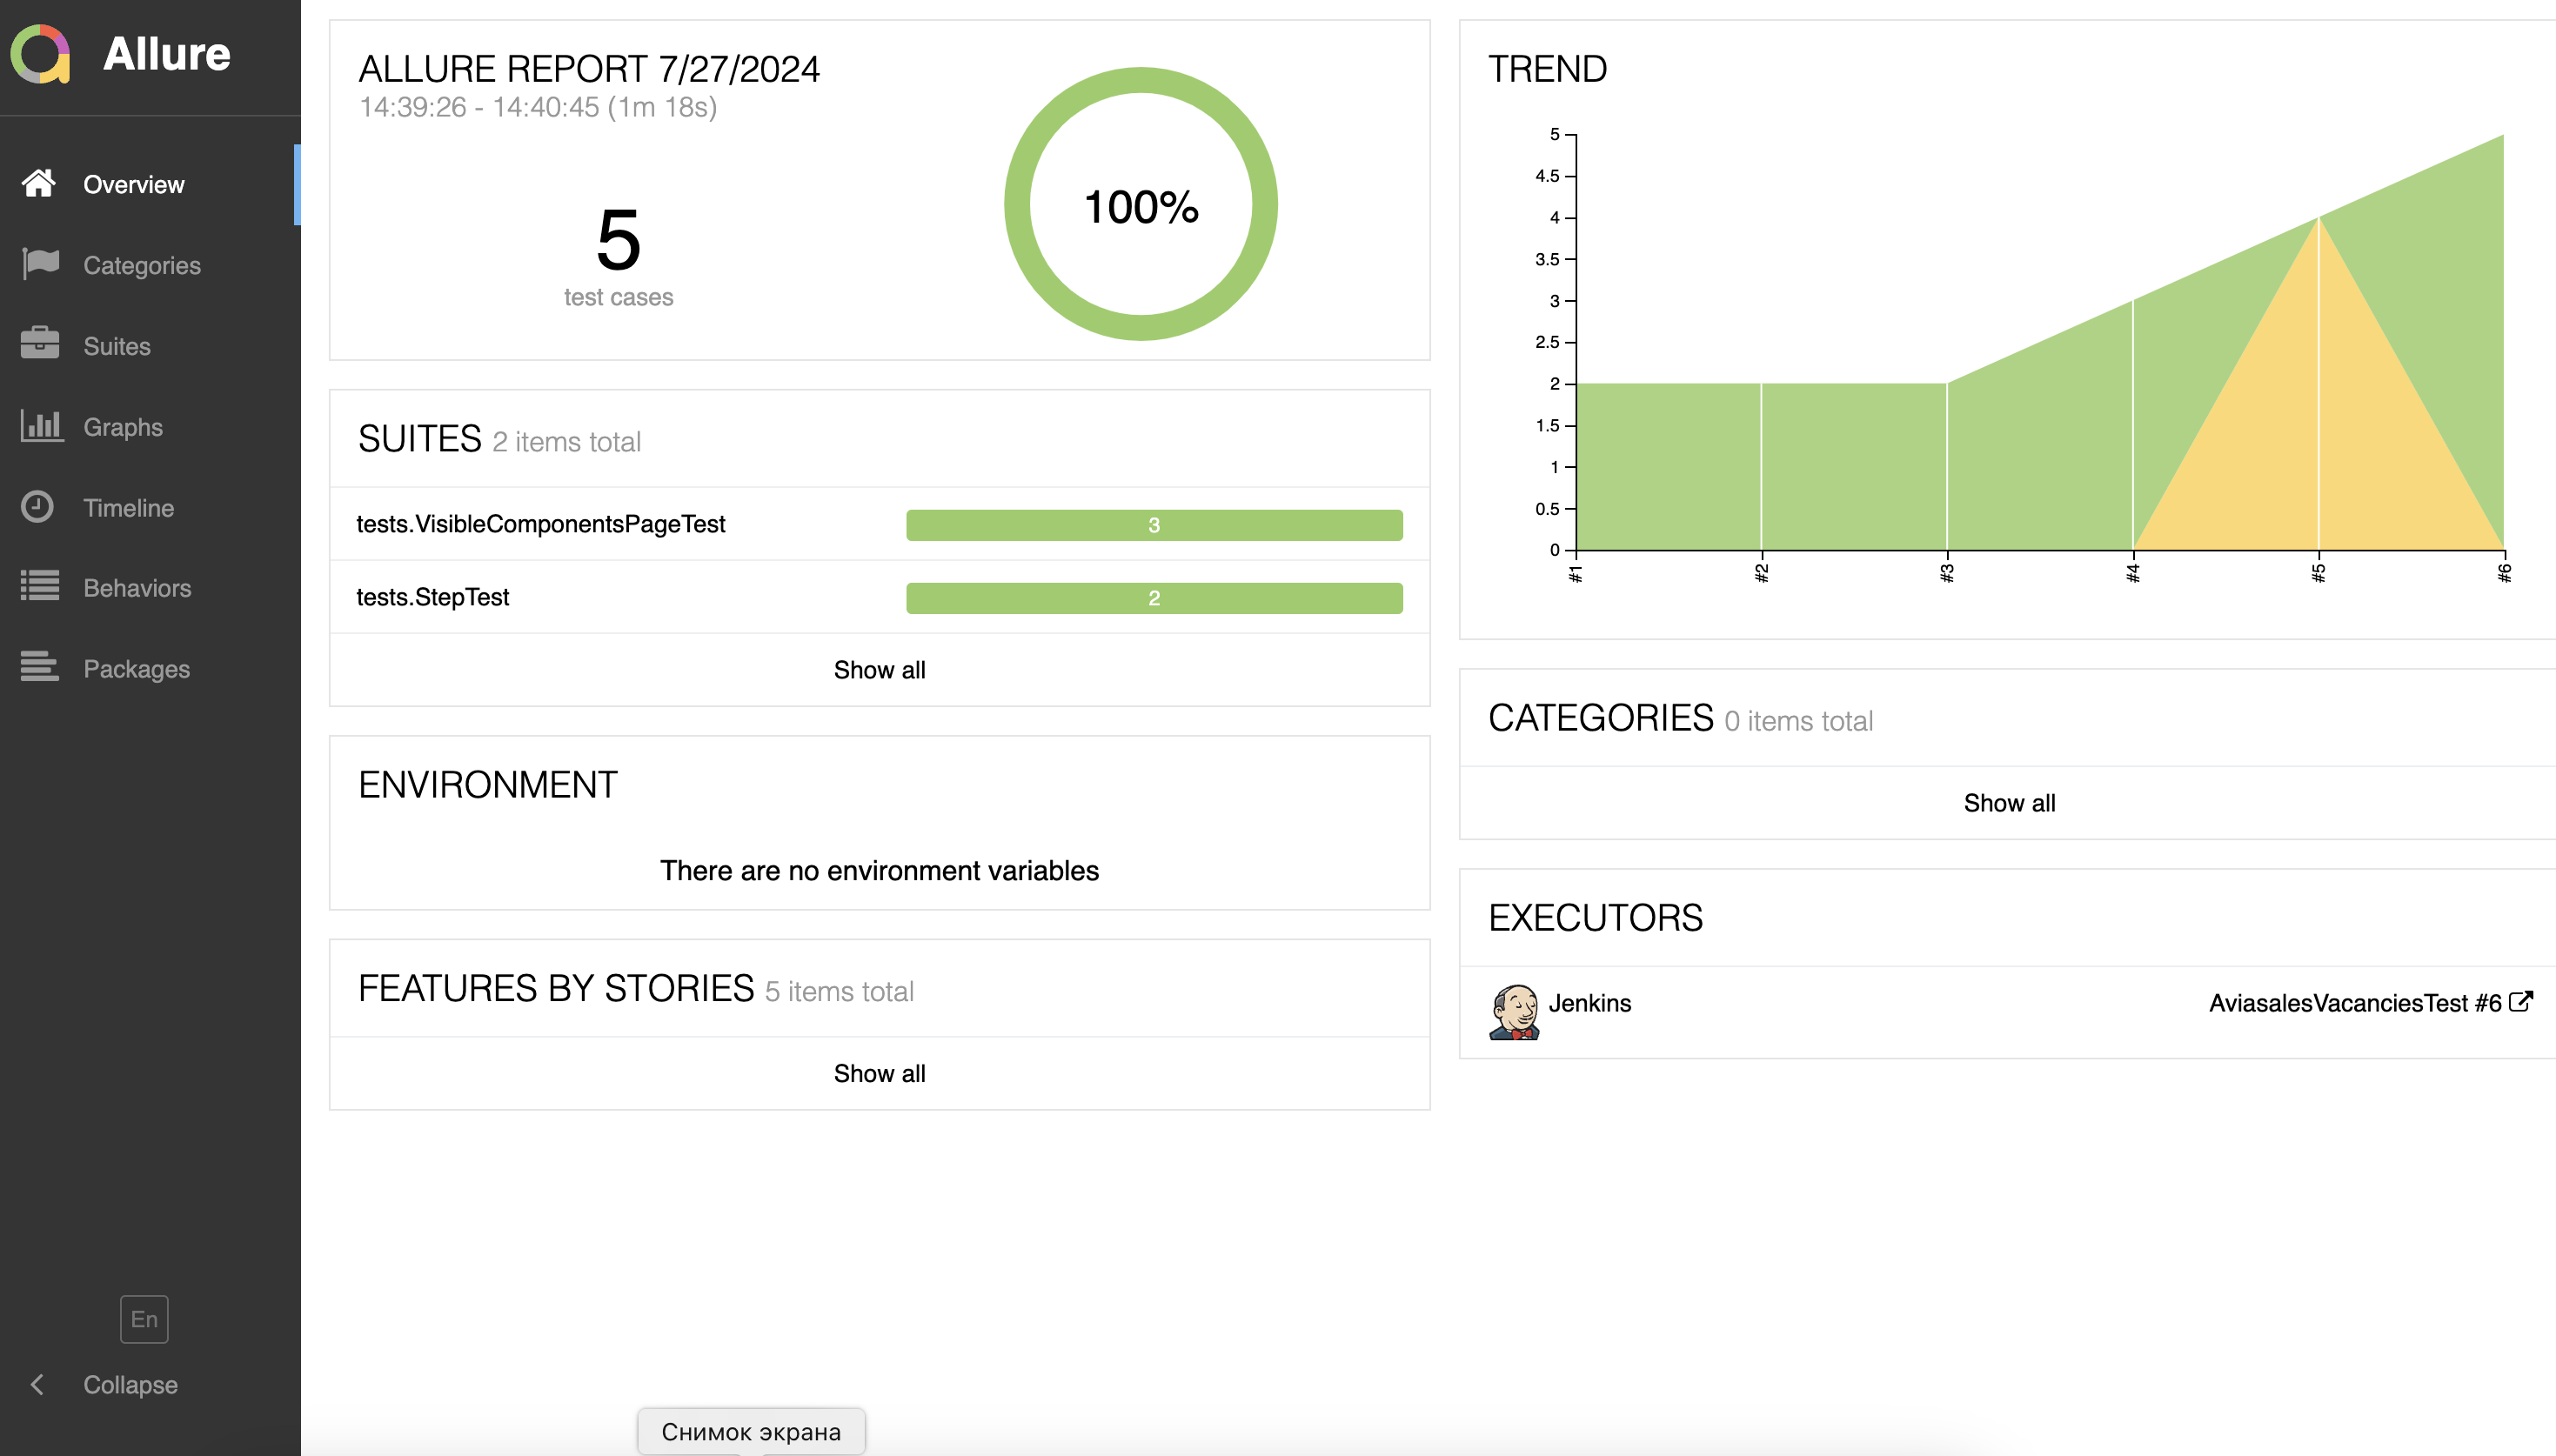 Allure
Overview
Categories
Suites
Graphs
Timeline
Behaviors
Packages
En
Collapse
ALLURE REPORT 7/27/2024
14:39:26 - 14:40:45 (1m 18s)
5
test cases
100%
SUITES 2 items total
tests.VisibleComponentsPageTest 3
tests.StepTest 2
Show all
ENVIRONMENT
There are no environment variables
FEATURES BY STORIES 5 items total
Show all
TREND
5
4.5
4
3.5
3
2.5
2
1.5
1
0.5
0
#1 #2 #3 #4 #5 #6
CATEGORIES 0 items total
Show all
EXECUTORS
Jenkins AviasalesVacanciesTest #6
Снимок экрана